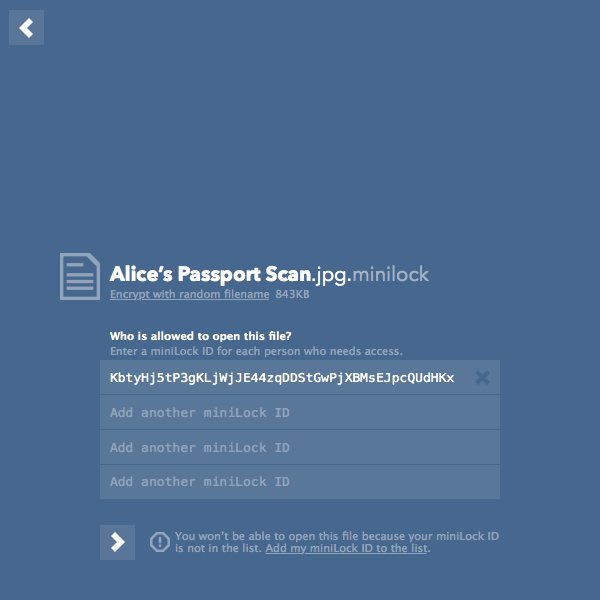 Alice’s Passport Scan.jpg.minilock
Encrypt with random filename 843KB
Who is allowed to open this file?
Enter a miniLock ID for each person who needs access.
KbtyHj5tP3gKLjWjJE44zqDDStGwPjXBMsEJpcQUdHKx
Add another miniLock ID
Add another miniLock ID
Add another miniLock ID
You won’t be able to open this file because your miniLock ID
is not in the list. Add my miniLock ID to the list.